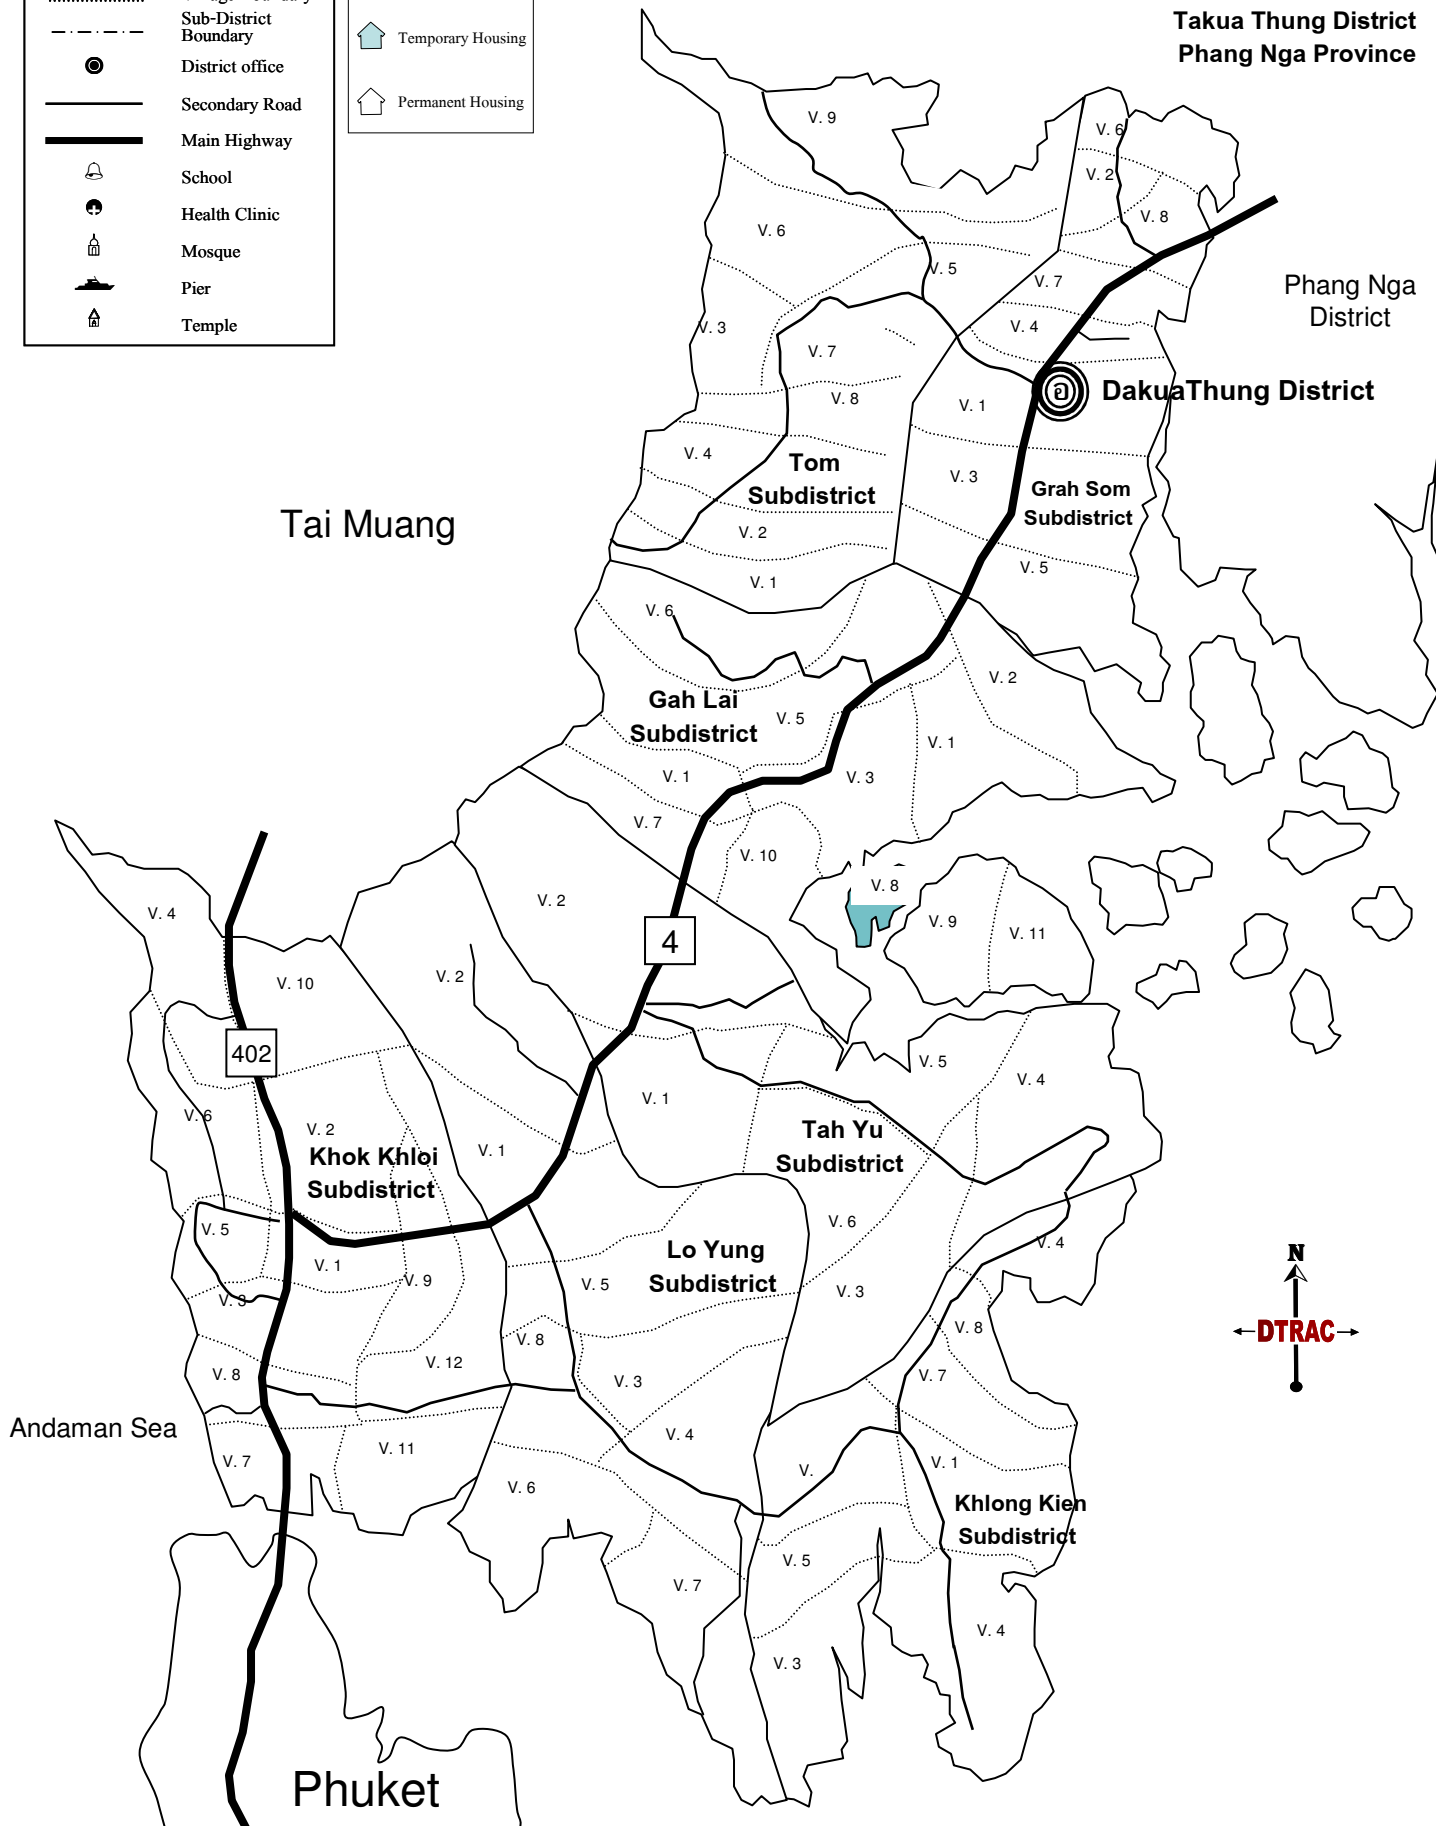 Sub-District
Boundary
District office
Secondary Road
Main Highway
School
Health Clinic
Mosque
Pier
Temple
Temporary Housing
Permanent Housing
Takua Thung District
Phang Nga Province
V. 9
V. 6
V. 2
V. 8
V. 6
V. 5
V. 7
Phang Nga
District
V. 3
V. 4
V. 7
V. 8
V. 1
อ
DakuaThung District
V. 4
Tom
Subdistrict
V. 3
Grah Som
Subdistrict
Tai Muang
V. 2
V. 5
V. 1
V. 6
V. 2
Gah Lai
Subdistrict
V. 5
V. 1
V. 1
V. 3
V. 7
V. 10
V. 8
V. 2
V. 4
V. 9
V. 11
4
V. 10
V. 2
402
V. 5
V. 4
V. 1
V. 6
V. 2
Tah Yu
Subdistrict
Khok Khloi
Subdistrict
V. 1
V. 6
V. 5
V. 4
Lo Yung
Subdistrict
N
V. 1
V. 9
V. 5
V. 3
V. 3
V. 8
V. 8
DTRAC
V. 12
V. 8
V. 3
V. 7
Andaman Sea
V. 4
V. 11
V. 7
V.
V. 1
V. 6
Khlong Kien
Subdistrict
V. 5
V. 7
V. 4
V. 3
Phuket